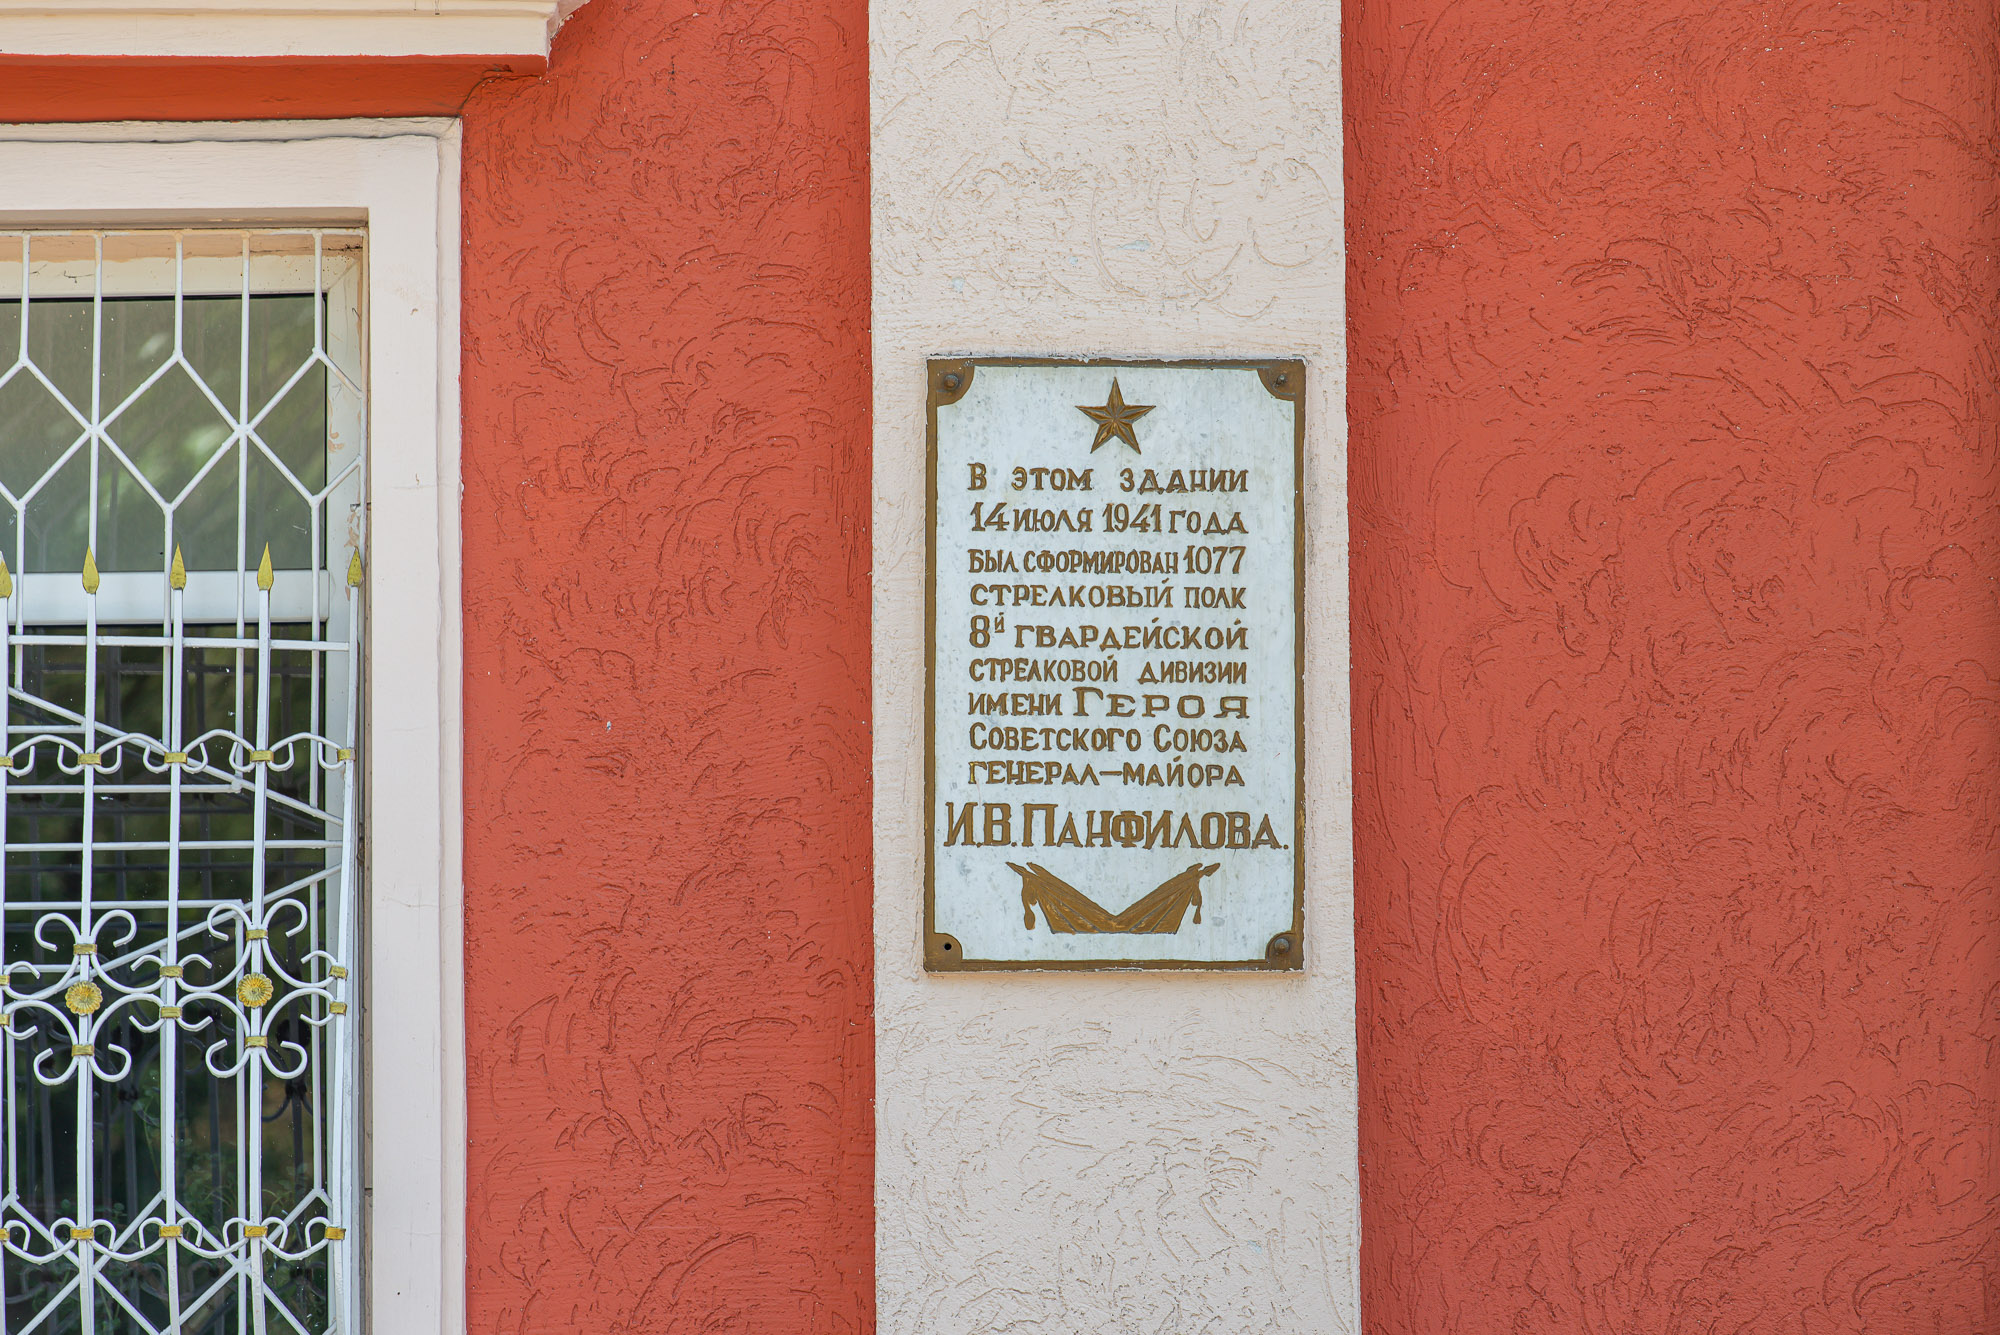 В ЭТОМ ЗДАНИИ
14 ИЮЛЯ 1941 ГОДА
БЫЛ СФОРМИРОВАН 1077
СТРЕЛКОВЫЙ ПОЛК
8й ГВАРДЕЙСКОЙ
СТРЕЛКОВОЙ ДИВИЗИИ
ИМЕНИ ГЕРОЯ
СОВЕТСКОГО СОЮЗА
ГЕНЕРАЛ-МАЙОРА
И.В.ПАНФИЛОВА.